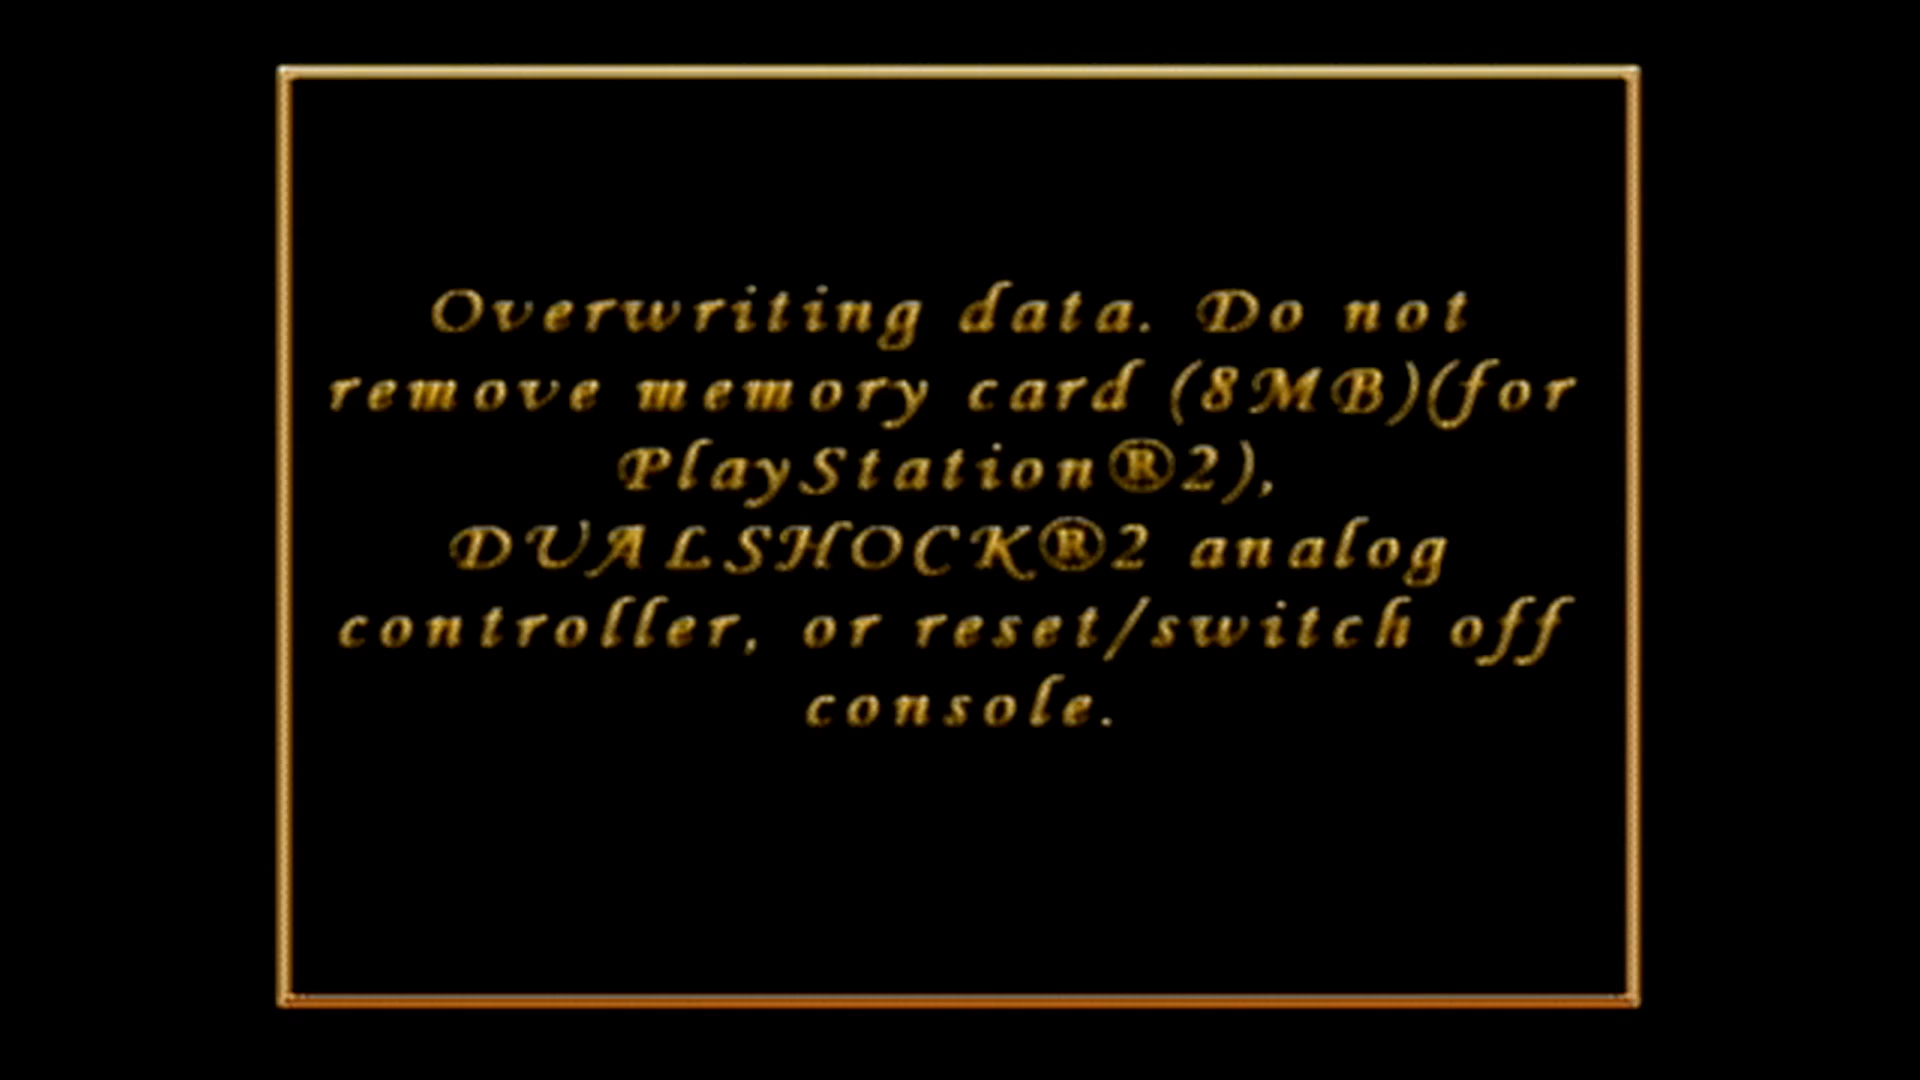 Overwriting data. Do not
remove memory card (8MB)(for
PlayStation®2),
DUALSHOCK®2 analog
controller, or reset/switch off
console.